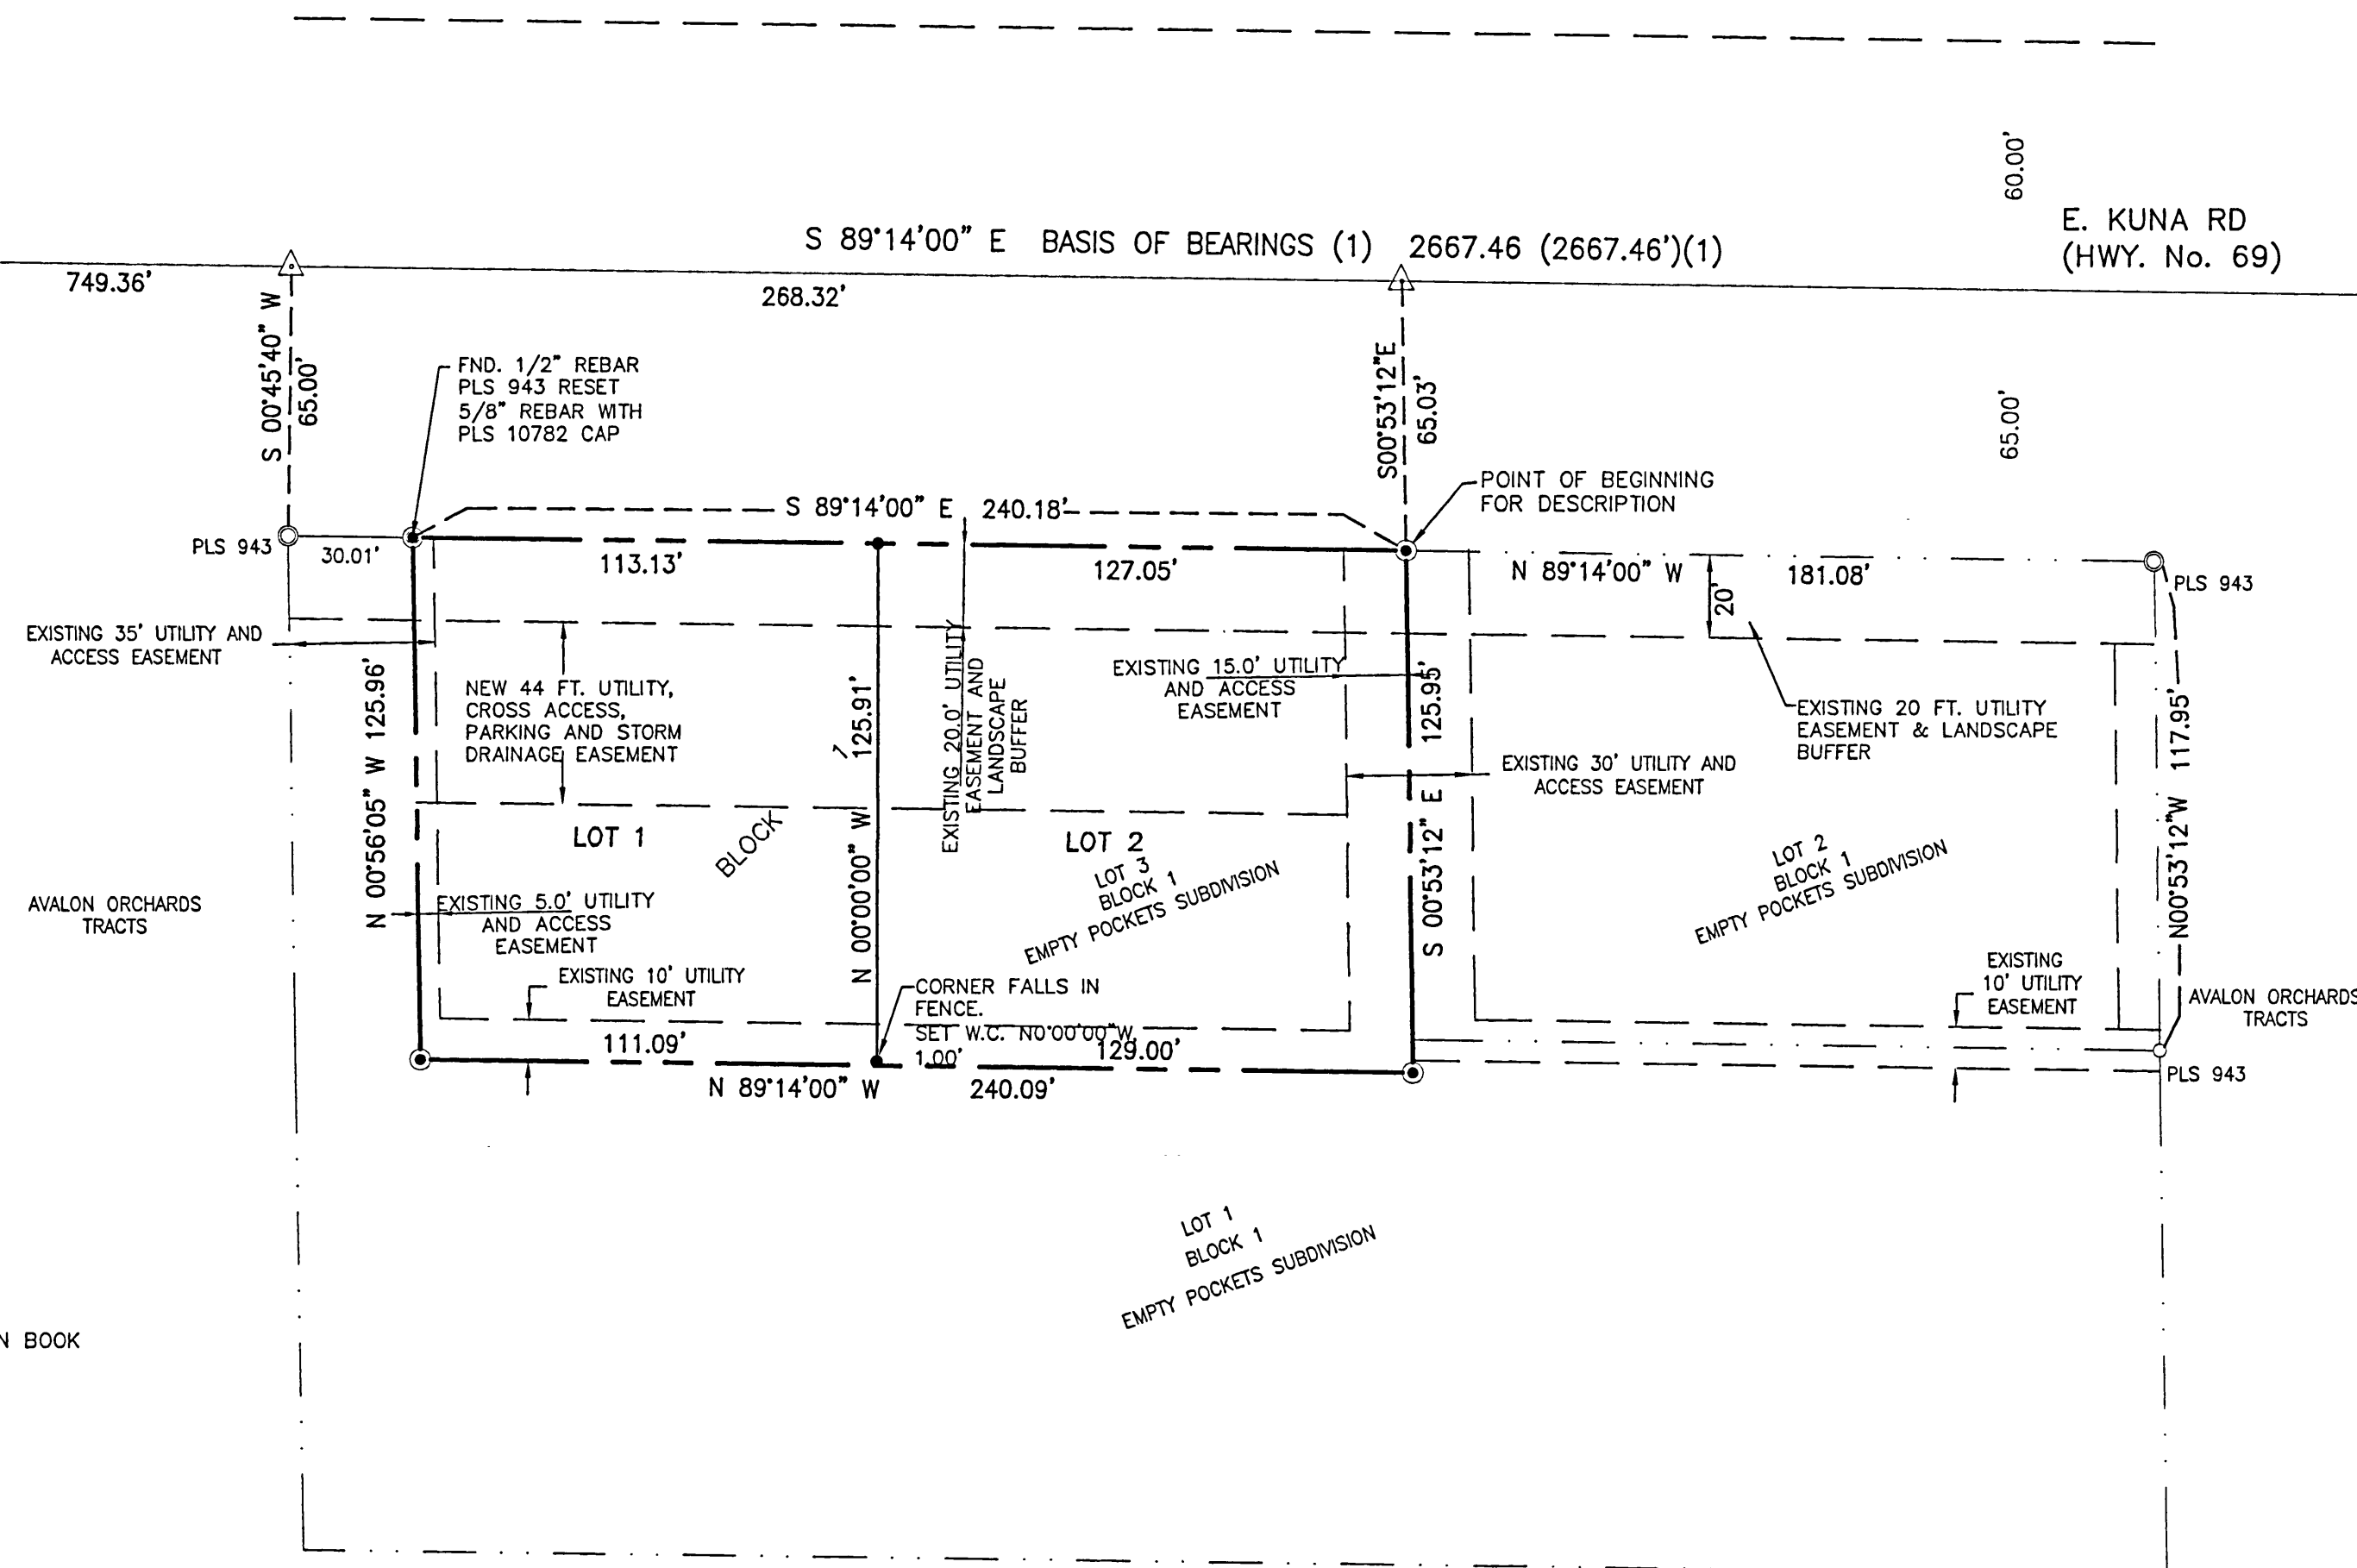 60.00'
E. KUNA RD
(HWY. No. 69)
S 89°14'00" E BASIS OF BEARINGS (1) 2667.46 (2667.46')(1)
749.36'
268.32'
S 00°45'40" W
65.00'
FND. 1/2" REBAR
PLS 943 RESET
5/8" REBAR WITH
PLS 10782 CAP
S00°53'12"E
65.03'
65.00'
POINT OF BEGINNING
FOR DESCRIPTION
S 89°14'00" E 240.18'
PLS 943
30.01'
113.13'
127.05'
N 89°14'00" W 181.08'
PLS 943
20'
EXISTING 35' UTILITY AND
ACCESS EASEMENT
N 00°56'05" W 125.96'
NEW 44 FT. UTILITY,
CROSS ACCESS,
PARKING AND STORM
DRAINAGE EASEMENT
1
125.91'
N 00°00'00" W
EXISTING 20.0' UTILITY
EASEMENT AND
LANDSCAPE
BUFFER
EXISTING 15.0' UTILITY
AND ACCESS
EASEMENT
S 00°53'12" E 125.95'
EXISTING 30' UTILITY AND
ACCESS EASEMENT
EXISTING 20 FT. UTILITY
EASEMENT & LANDSCAPE
BUFFER
N00°53'12"W 117.95'
LOT 1
BLOCK
LOT 2
LOT 3
BLOCK 1
EMPTY POCKETS SUBDIVISION
LOT 2
BLOCK 1
EMPTY POCKETS SUBDIVISION
AVALON ORCHARDS
TRACTS
EXISTING 5.0' UTILITY
AND ACCESS
EASEMENT
EXISTING 10' UTILITY
EASEMENT
CORNER FALLS IN
FENCE.
SET W.C. N0°00'00"W,
1.00'
EXISTING
10' UTILITY
EASEMENT
AVALON ORCHARDS
TRACTS
111.09'
129.00'
N 89°14'00" W 240.09'
PLS 943
LOT 1
BLOCK 1
EMPTY POCKETS SUBDIVISION
N BOOK